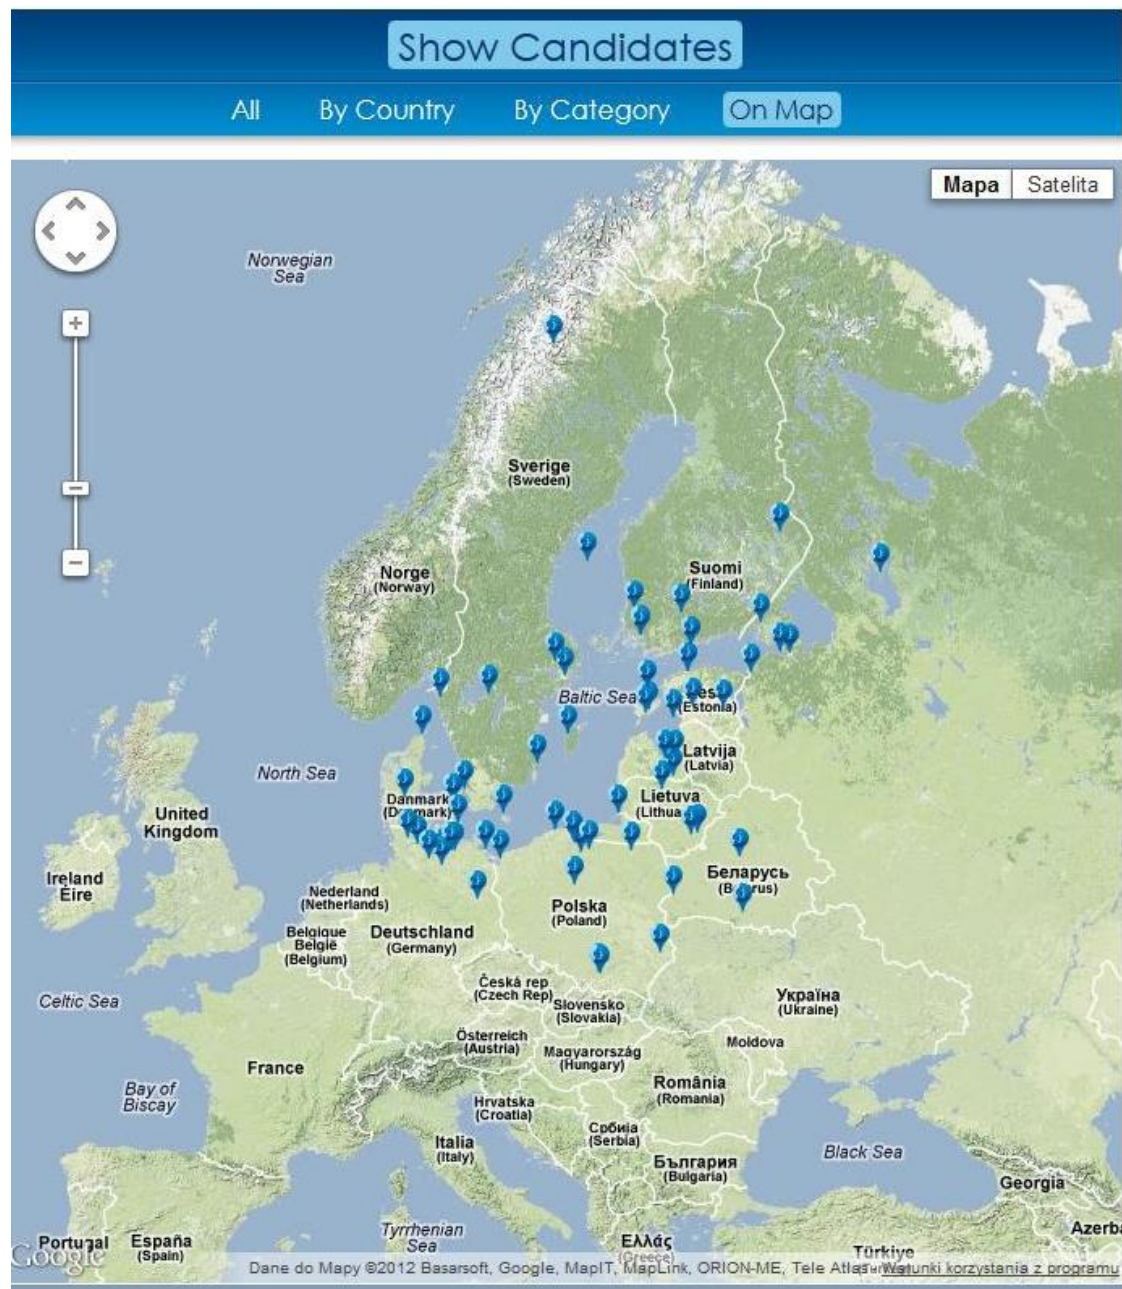 Show Candidates
All By Country By Category On Map
Mapa Satelita
Norwegian
Sea
Sverige
(Sweden)
Norge
(Norway)
Suomi
(Finland)
Baltic Sea
(Estonia)
Latvija
(Latvia)
North Sea
Danmark
Lietuva
United
Kingdom
Беларусь
Ireland
Éire
Nederland
(Netherlands)
Polska
(Poland)
Belgique
België
(Belgium)
Deutschland
(Germany)
Česká rep
(Czech Rep)
Slovensko
(Slovakia)
Celtic Sea
Україна
(Ukraine)
Österreich
(Austria)
Magyarország
(Hungary)
Moldova
France
România
(Romania)
Bay of
Biscay
Hrvatska
(Croatia)
Србија
(Serbia)
Italia
(Italy)
Black Sea
България
(Bulgaria)
Georgia
Tyrrhenian
Sea
Portugal
España
(Spain)
Ελλάς
(Greece)
Türkiye
Azerb
Google
Dane do Mapy ©2012 Basarsoft, Google, MapIT, MapLink, ORION-ME, Tele Atlas - Warunki korzystania z programu